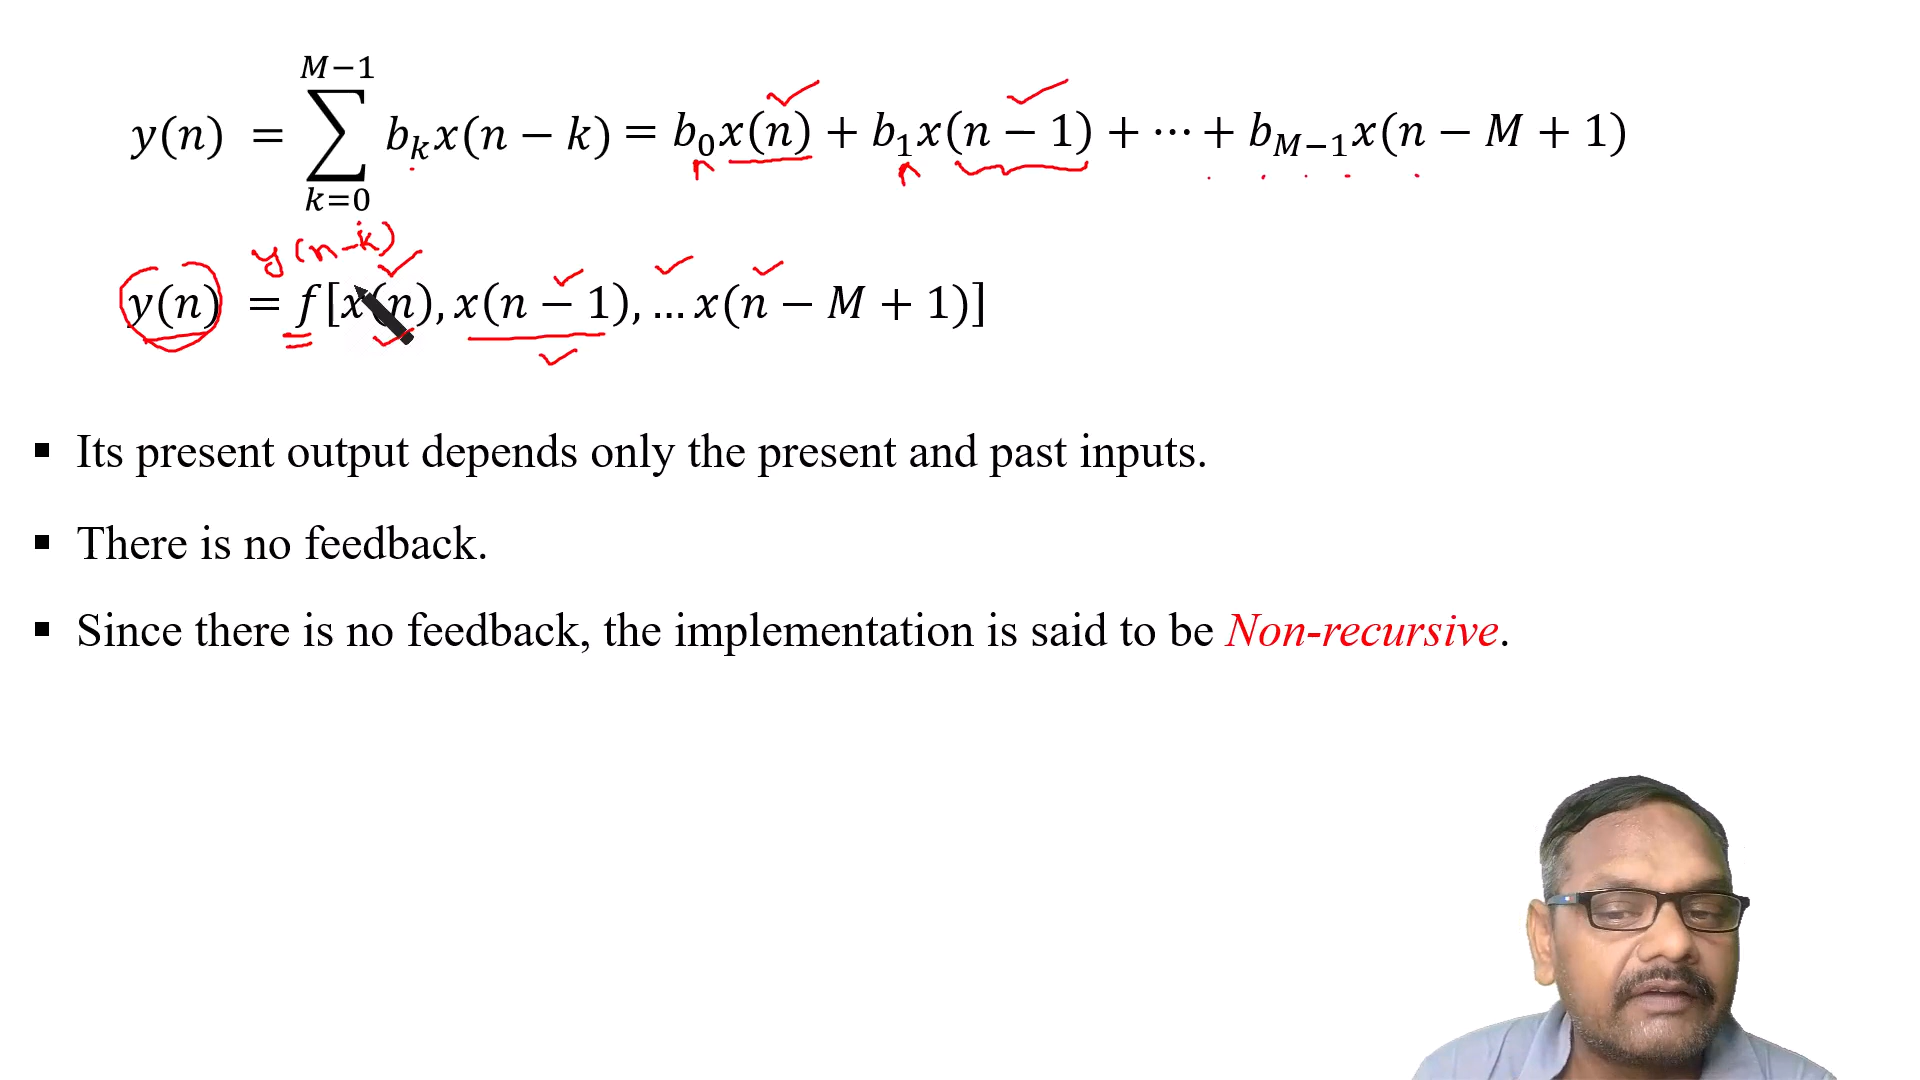 y(n) = \sum_{k=0}^{M-1} b_k x(n − k) = b_0 x(n) + b_1 x(n − 1) + ⋯ + b_{M−1} x(n − M + 1)
y(n-k)
y(n) = f[x(n), x(n − 1), … x(n − M + 1)]
▪ Its present output depends only the present and past inputs.
▪ There is no feedback.
▪ Since there is no feedback, the implementation is said to be Non-recursive.